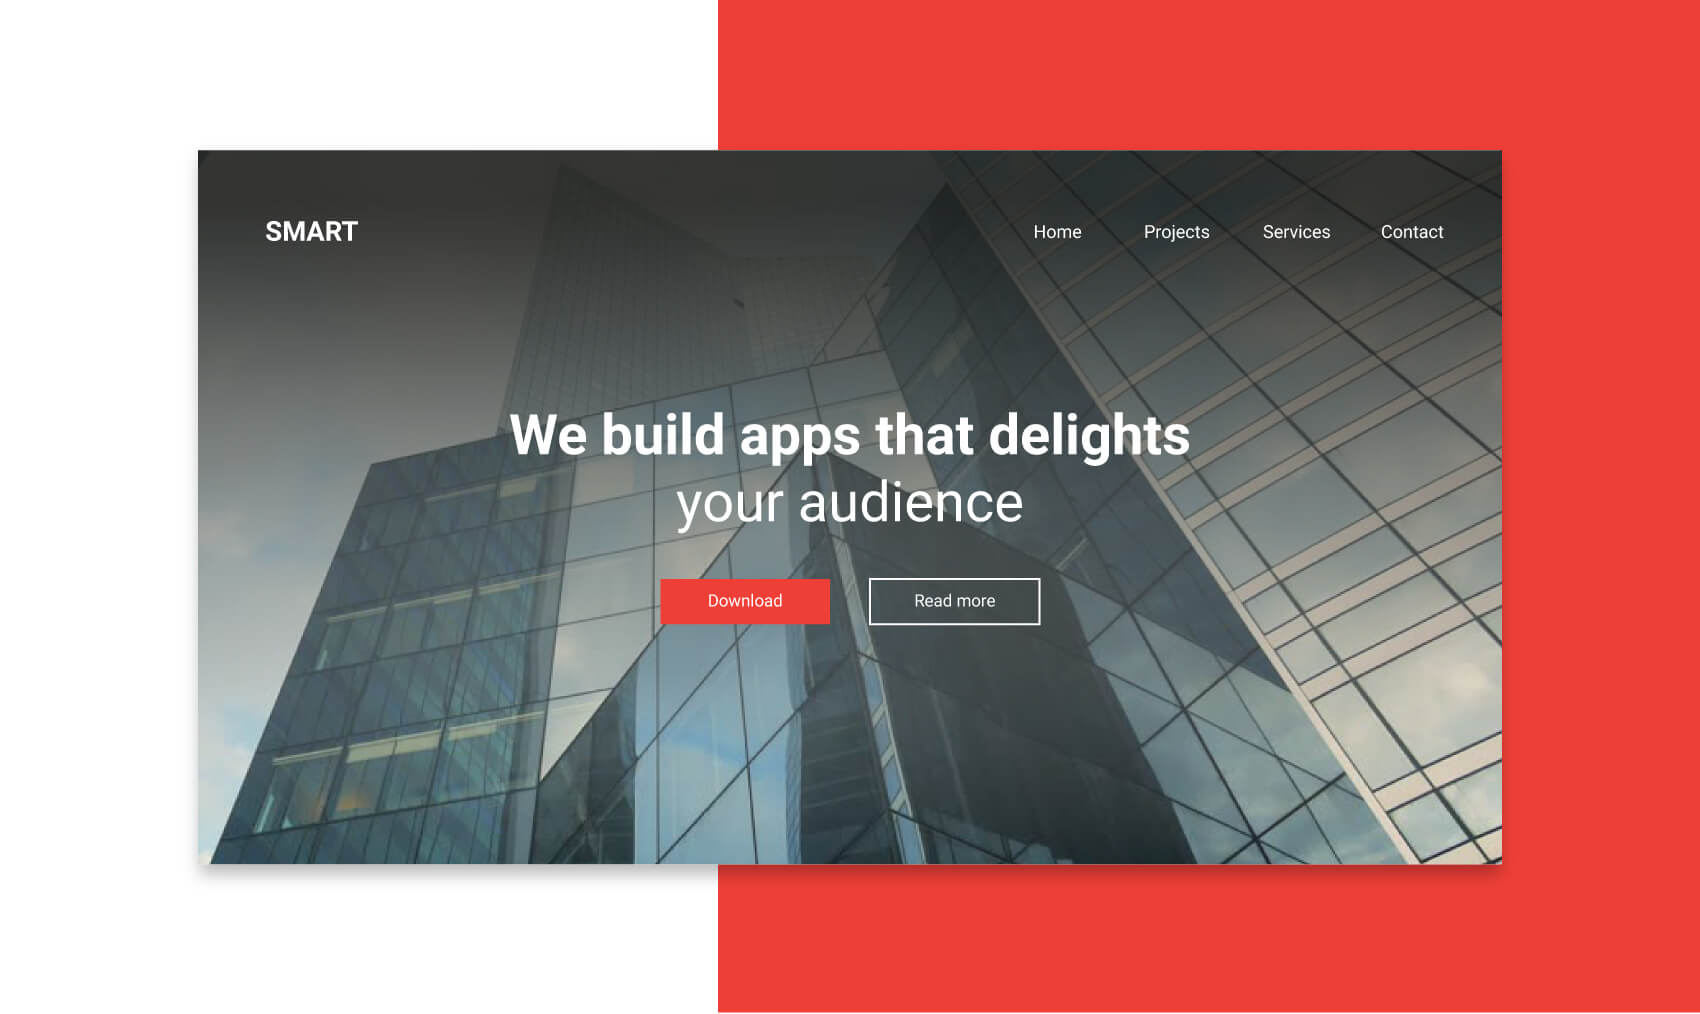 SMART
Home Projects Services Contact
We build apps that delights
your audience
Download Read more